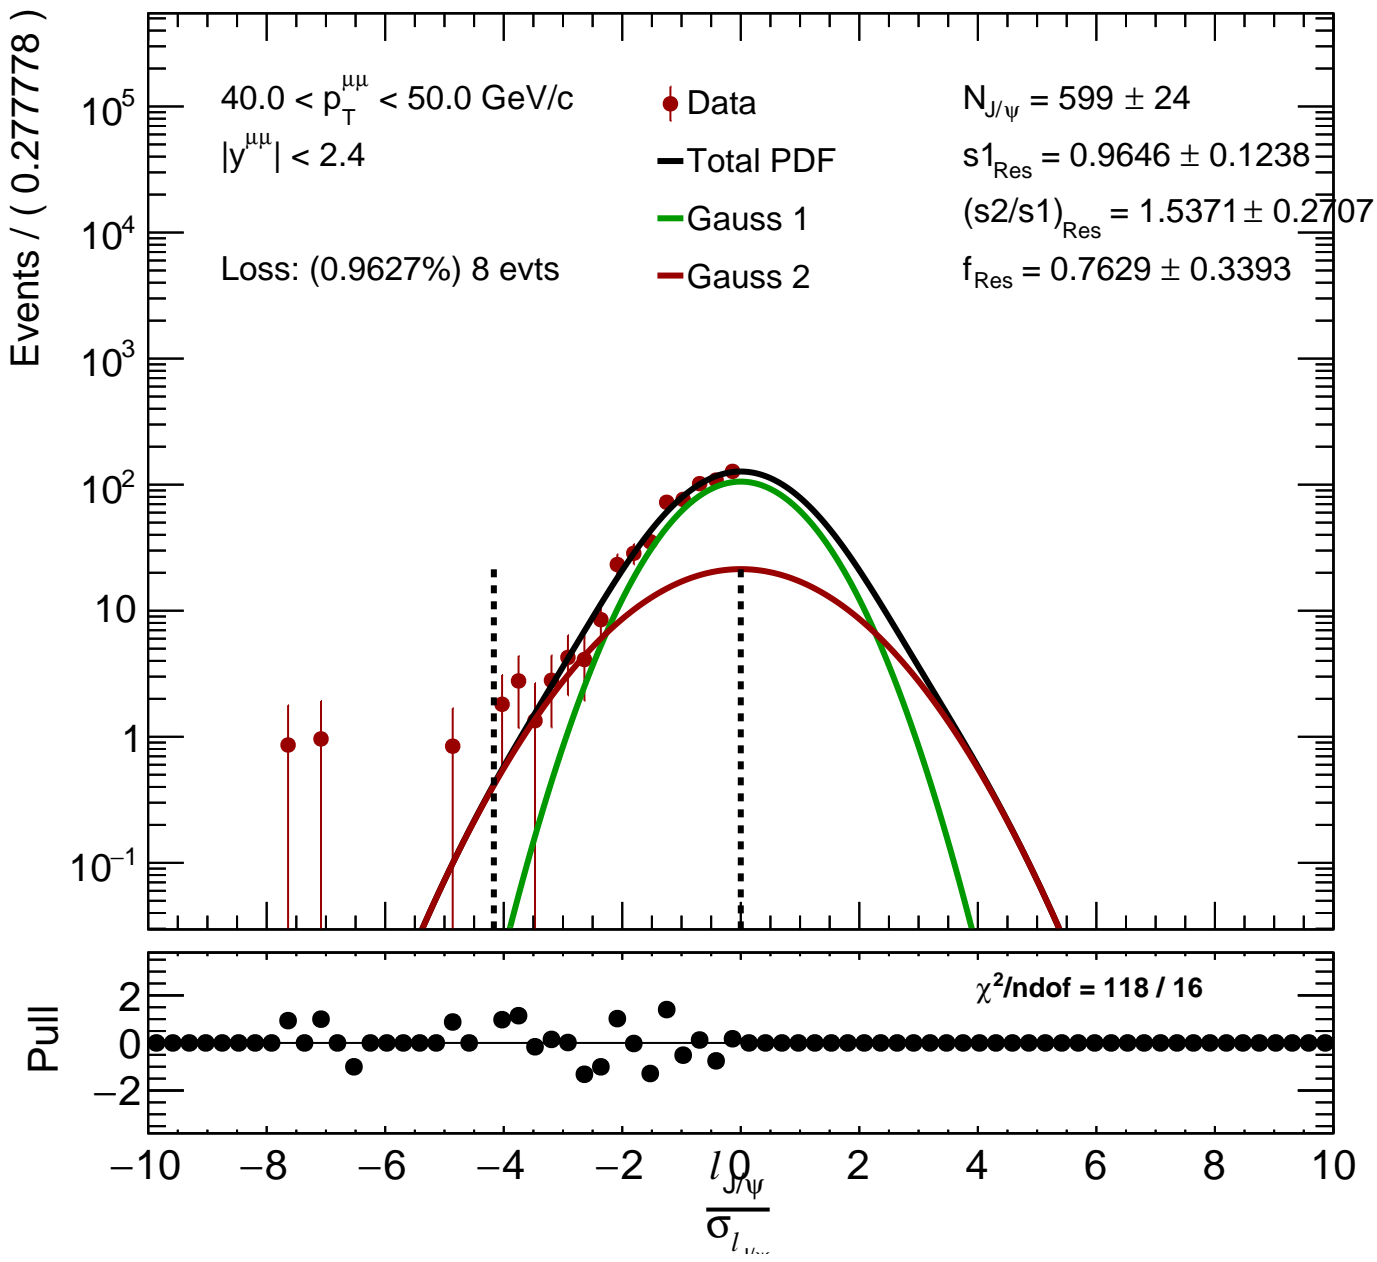 Events / ( 0.277778 )
40.0 < p_T^μμ < 50.0 GeV/c
|y^μμ| < 2.4
Loss: (0.9627%) 8 evts
Data
Total PDF
Gauss 1
Gauss 2
N_J/ψ = 599 ± 24
s1_Res = 0.9646 ± 0.1238
(s2/s1)_Res = 1.5371 ± 0.2707
f_Res = 0.7629 ± 0.3393
10^5
10^4
10^3
10^2
10
1
10^−1
Pull
2
0
−2
χ^2/ndof = 118 / 16
−10 −8 −6 −4 −2 0 2 4 6 8 10
l_J/ψ
σ_l_J/ψ